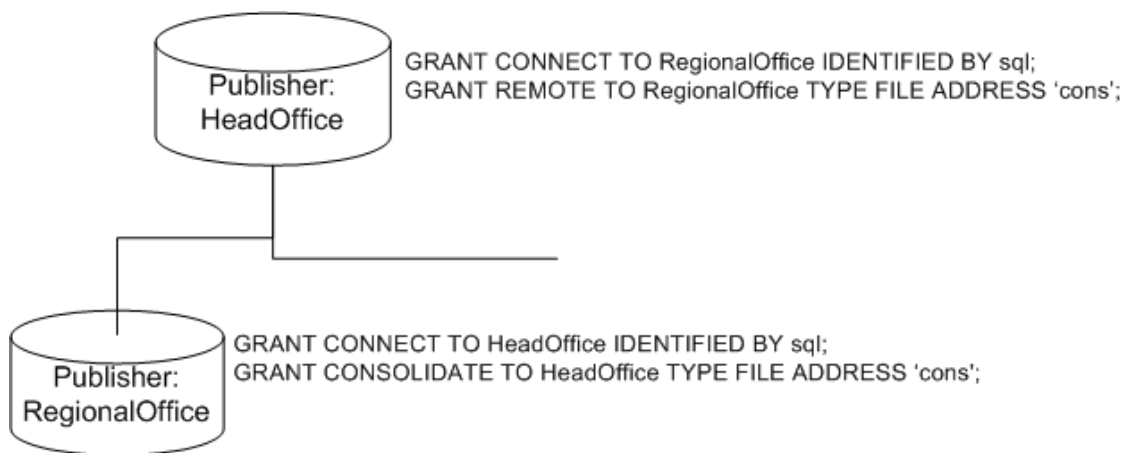 Publisher:
HeadOffice
GRANT CONNECT TO RegionalOffice IDENTIFIED BY sql;
GRANT REMOTE TO RegionalOffice TYPE FILE ADDRESS ‘cons’;
Publisher:
RegionalOffice
GRANT CONNECT TO HeadOffice IDENTIFIED BY sql;
GRANT CONSOLIDATE TO HeadOffice TYPE FILE ADDRESS ‘cons’;